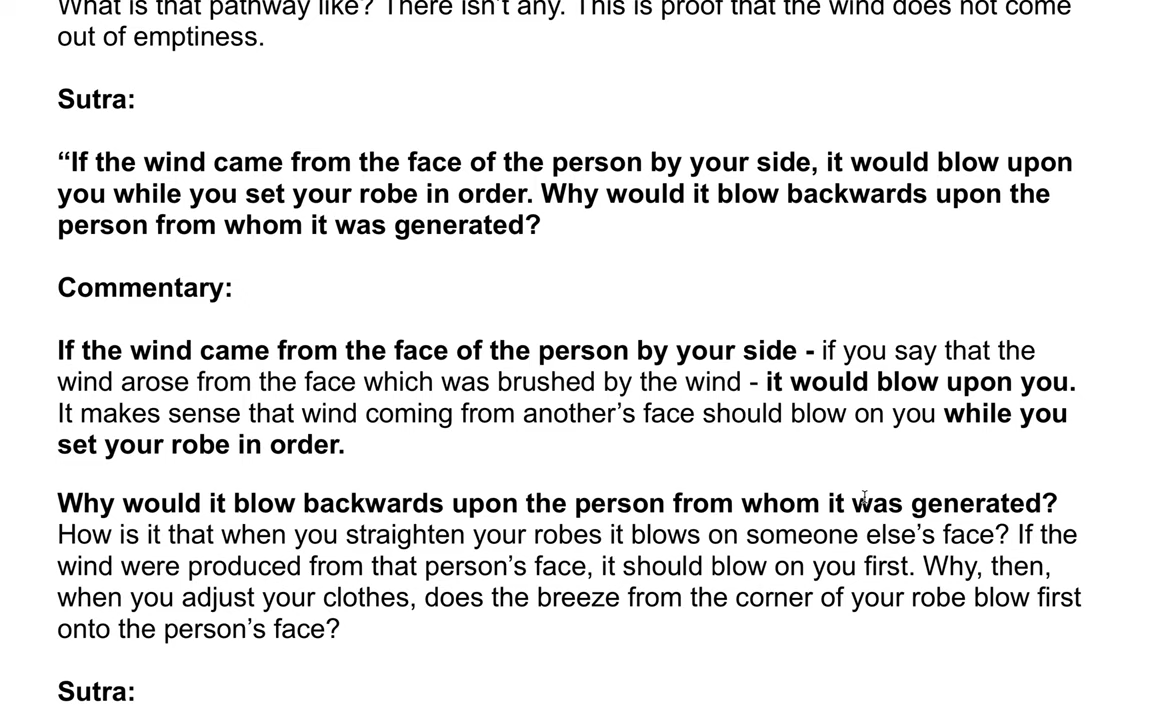 What is that pathway like? There isn’t any. This is proof that the wind does not come
out of emptiness.
Sutra:
“If the wind came from the face of the person by your side, it would blow upon
you while you set your robe in order. Why would it blow backwards upon the
person from whom it was generated?
Commentary:
If the wind came from the face of the person by your side - if you say that the
wind arose from the face which was brushed by the wind - it would blow upon you.
It makes sense that wind coming from another’s face should blow on you while you
set your robe in order.
Why would it blow backwards upon the person from whom it was generated?
How is it that when you straighten your robes it blows on someone else’s face? If the
wind were produced from that person’s face, it should blow on you first. Why, then,
when you adjust your clothes, does the breeze from the corner of your robe blow first
onto the person’s face?
Sutra: